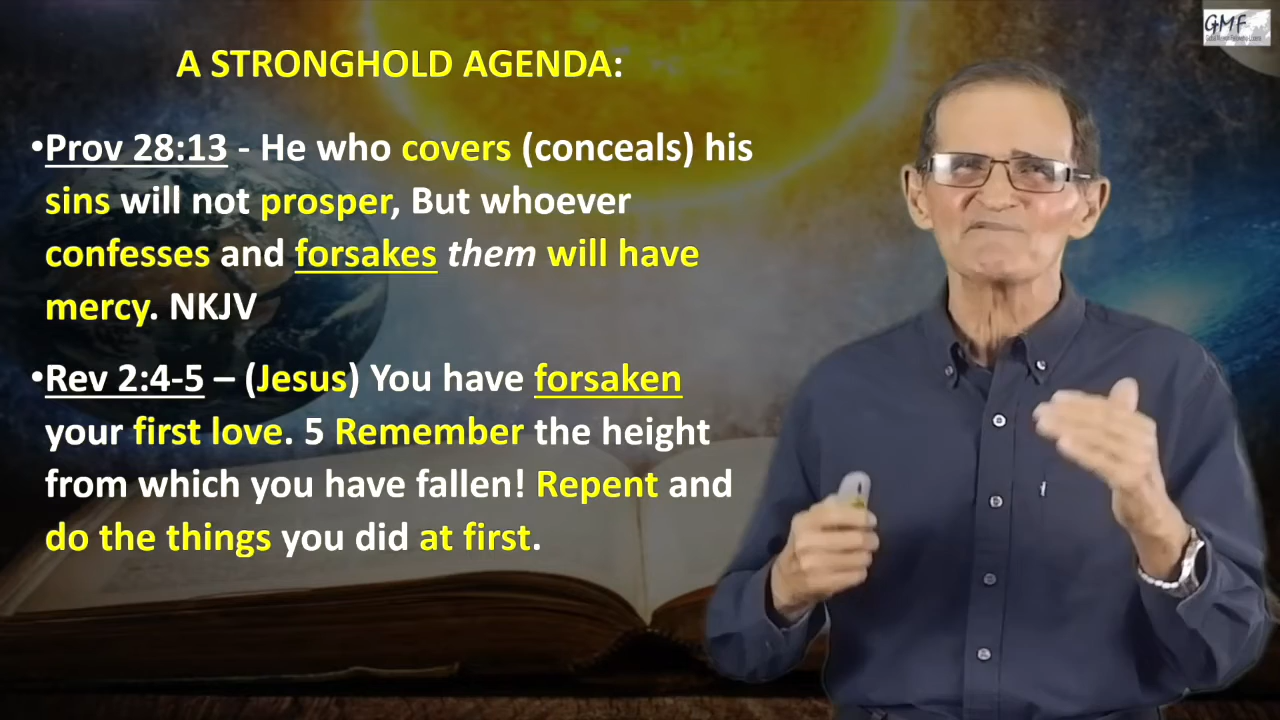 A STRONGHOLD AGENDA:
•Prov 28:13 - He who covers (conceals) his
sins will not prosper, But whoever
confesses and forsakes them will have
mercy. NKJV
•Rev 2:4-5 – (Jesus) You have forsaken
your first love. 5 Remember the height
from which you have fallen! Repent and
do the things you did at first.
GMF